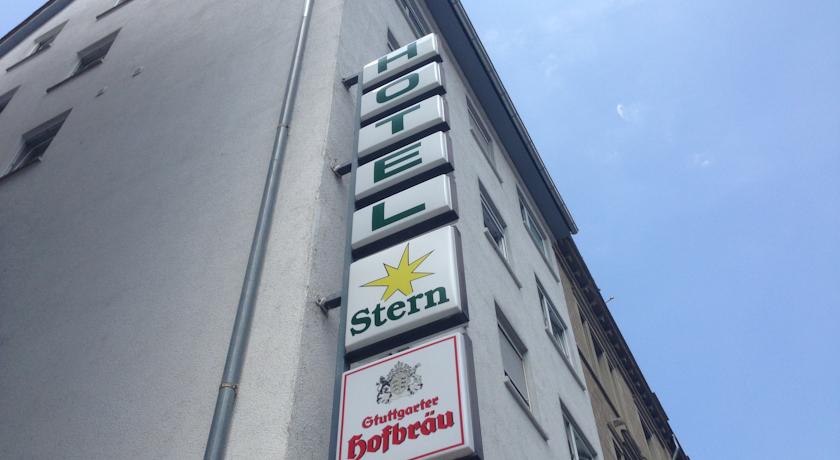 HOTEL
Stern
Stuttgarter
Hofbräu